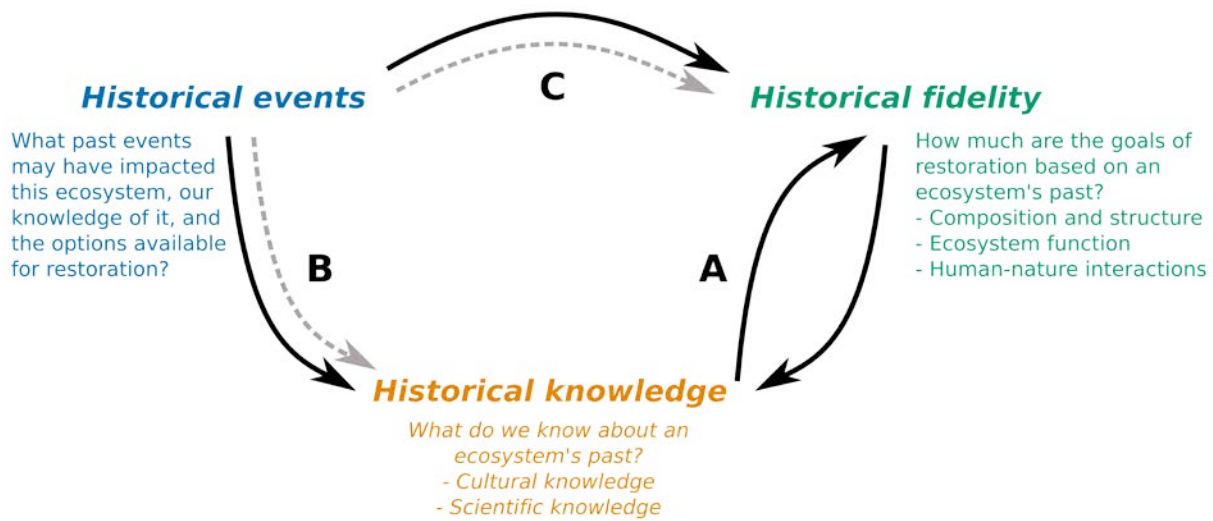 C
Historical events
Historical fidelity
What past events
may have impacted
this ecosystem, our
knowledge of it, and
the options available
for restoration?
How much are the goals of
restoration based on an
ecosystem's past?
- Composition and structure
- Ecosystem function
- Human-nature interactions
B
A
Historical knowledge
What do we know about an
ecosystem's past?
- Cultural knowledge
- Scientific knowledge